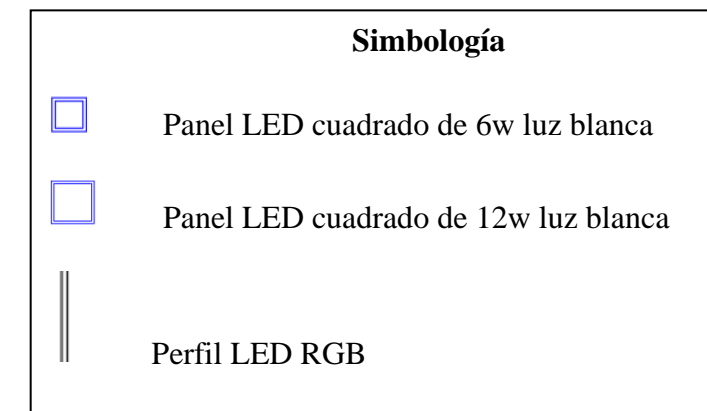 Simbología
Panel LED cuadrado de 6w luz blanca
Panel LED cuadrado de 12w luz blanca
Perfil LED RGB